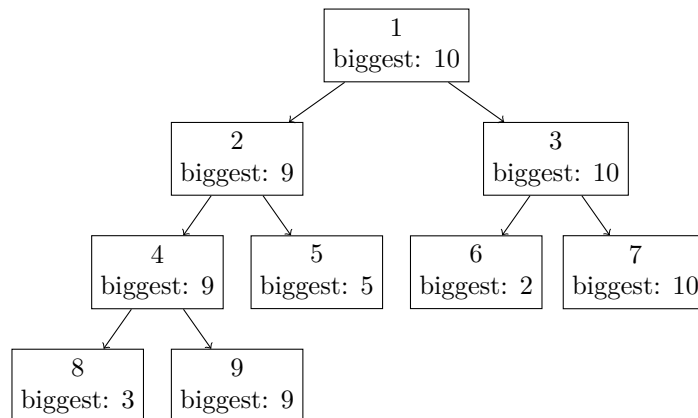 1
biggest: 10
2
biggest: 9
3
biggest: 10
4
biggest: 9
5
biggest: 5
6
biggest: 2
7
biggest: 10
8
biggest: 3
9
biggest: 9